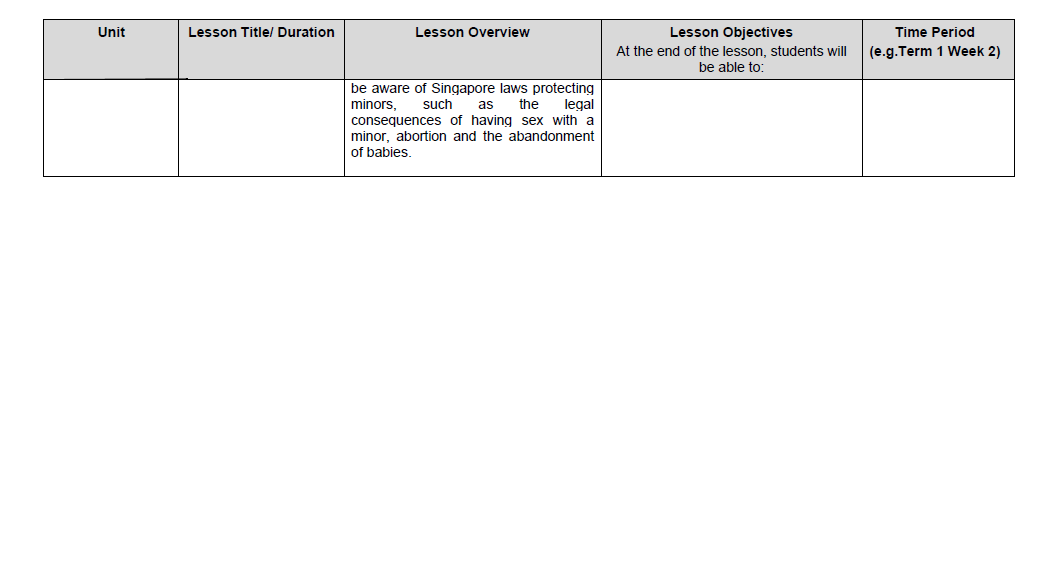 Unit
Lesson Title/ Duration
Lesson Overview
Lesson Objectives
At the end of the lesson, students will
be able to:
Time Period
(e.g.Term 1 Week 2)
be aware of Singapore laws protecting
minors, such as the legal
consequences of having sex with a
minor, abortion and the abandonment
of babies.